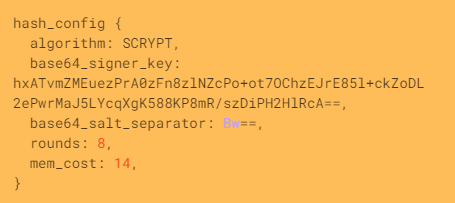 hash_config {
algorithm: SCRYPT,
base64_signer_key:
hxATvmZMEuezPrA0zFn8zlNZcPo+ot7OChzEJrE85l+ckZoDL
2ePwrMaJ5LYcqXgK588KP8mR/szDiPH2HlRcA==,
base64_salt_separator: Bw==,
rounds: 8,
mem_cost: 14,
}